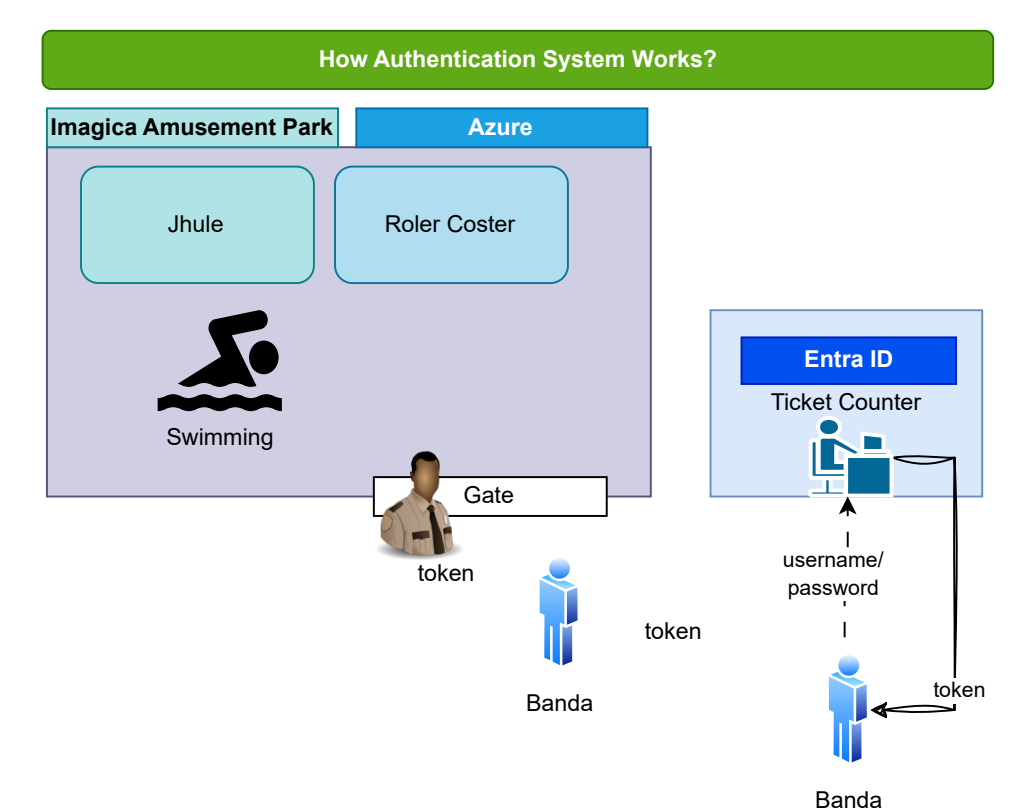 How Authentication System Works?
Imagica Amusement Park
Azure
Jhule
Roler Coster
Swimming
Gate
token
Banda
token
Entra ID
Ticket Counter
username/
password
token
Banda